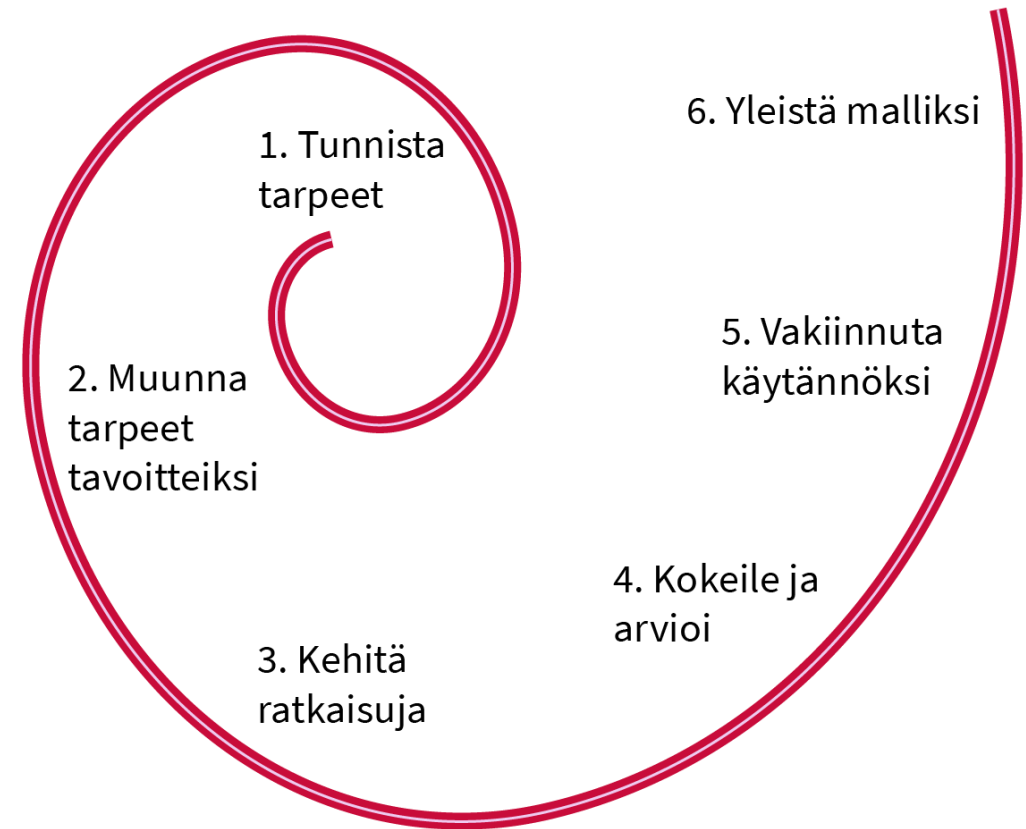 1. Tunnista
tarpeet
2. Muunna
tarpeet
tavoitteiksi
3. Kehitä
ratkaisuja
4. Kokeile ja
arvioi
5. Vakiinnuta
käytännöksi
6. Yleistä malliksi